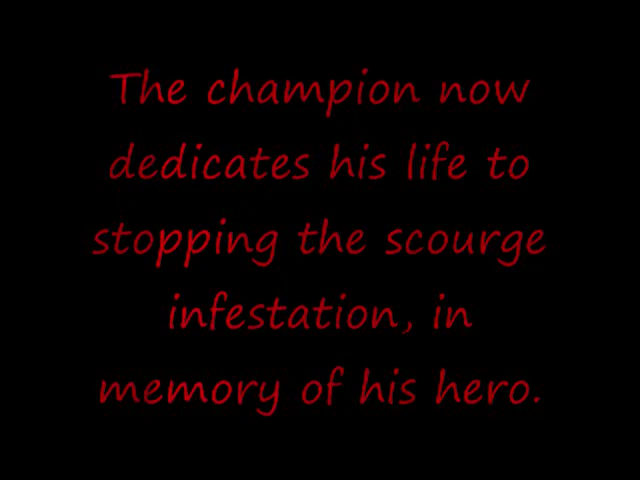 The champion now
dedicates his life to
stopping the scourge
infestation, in
memory of his hero.